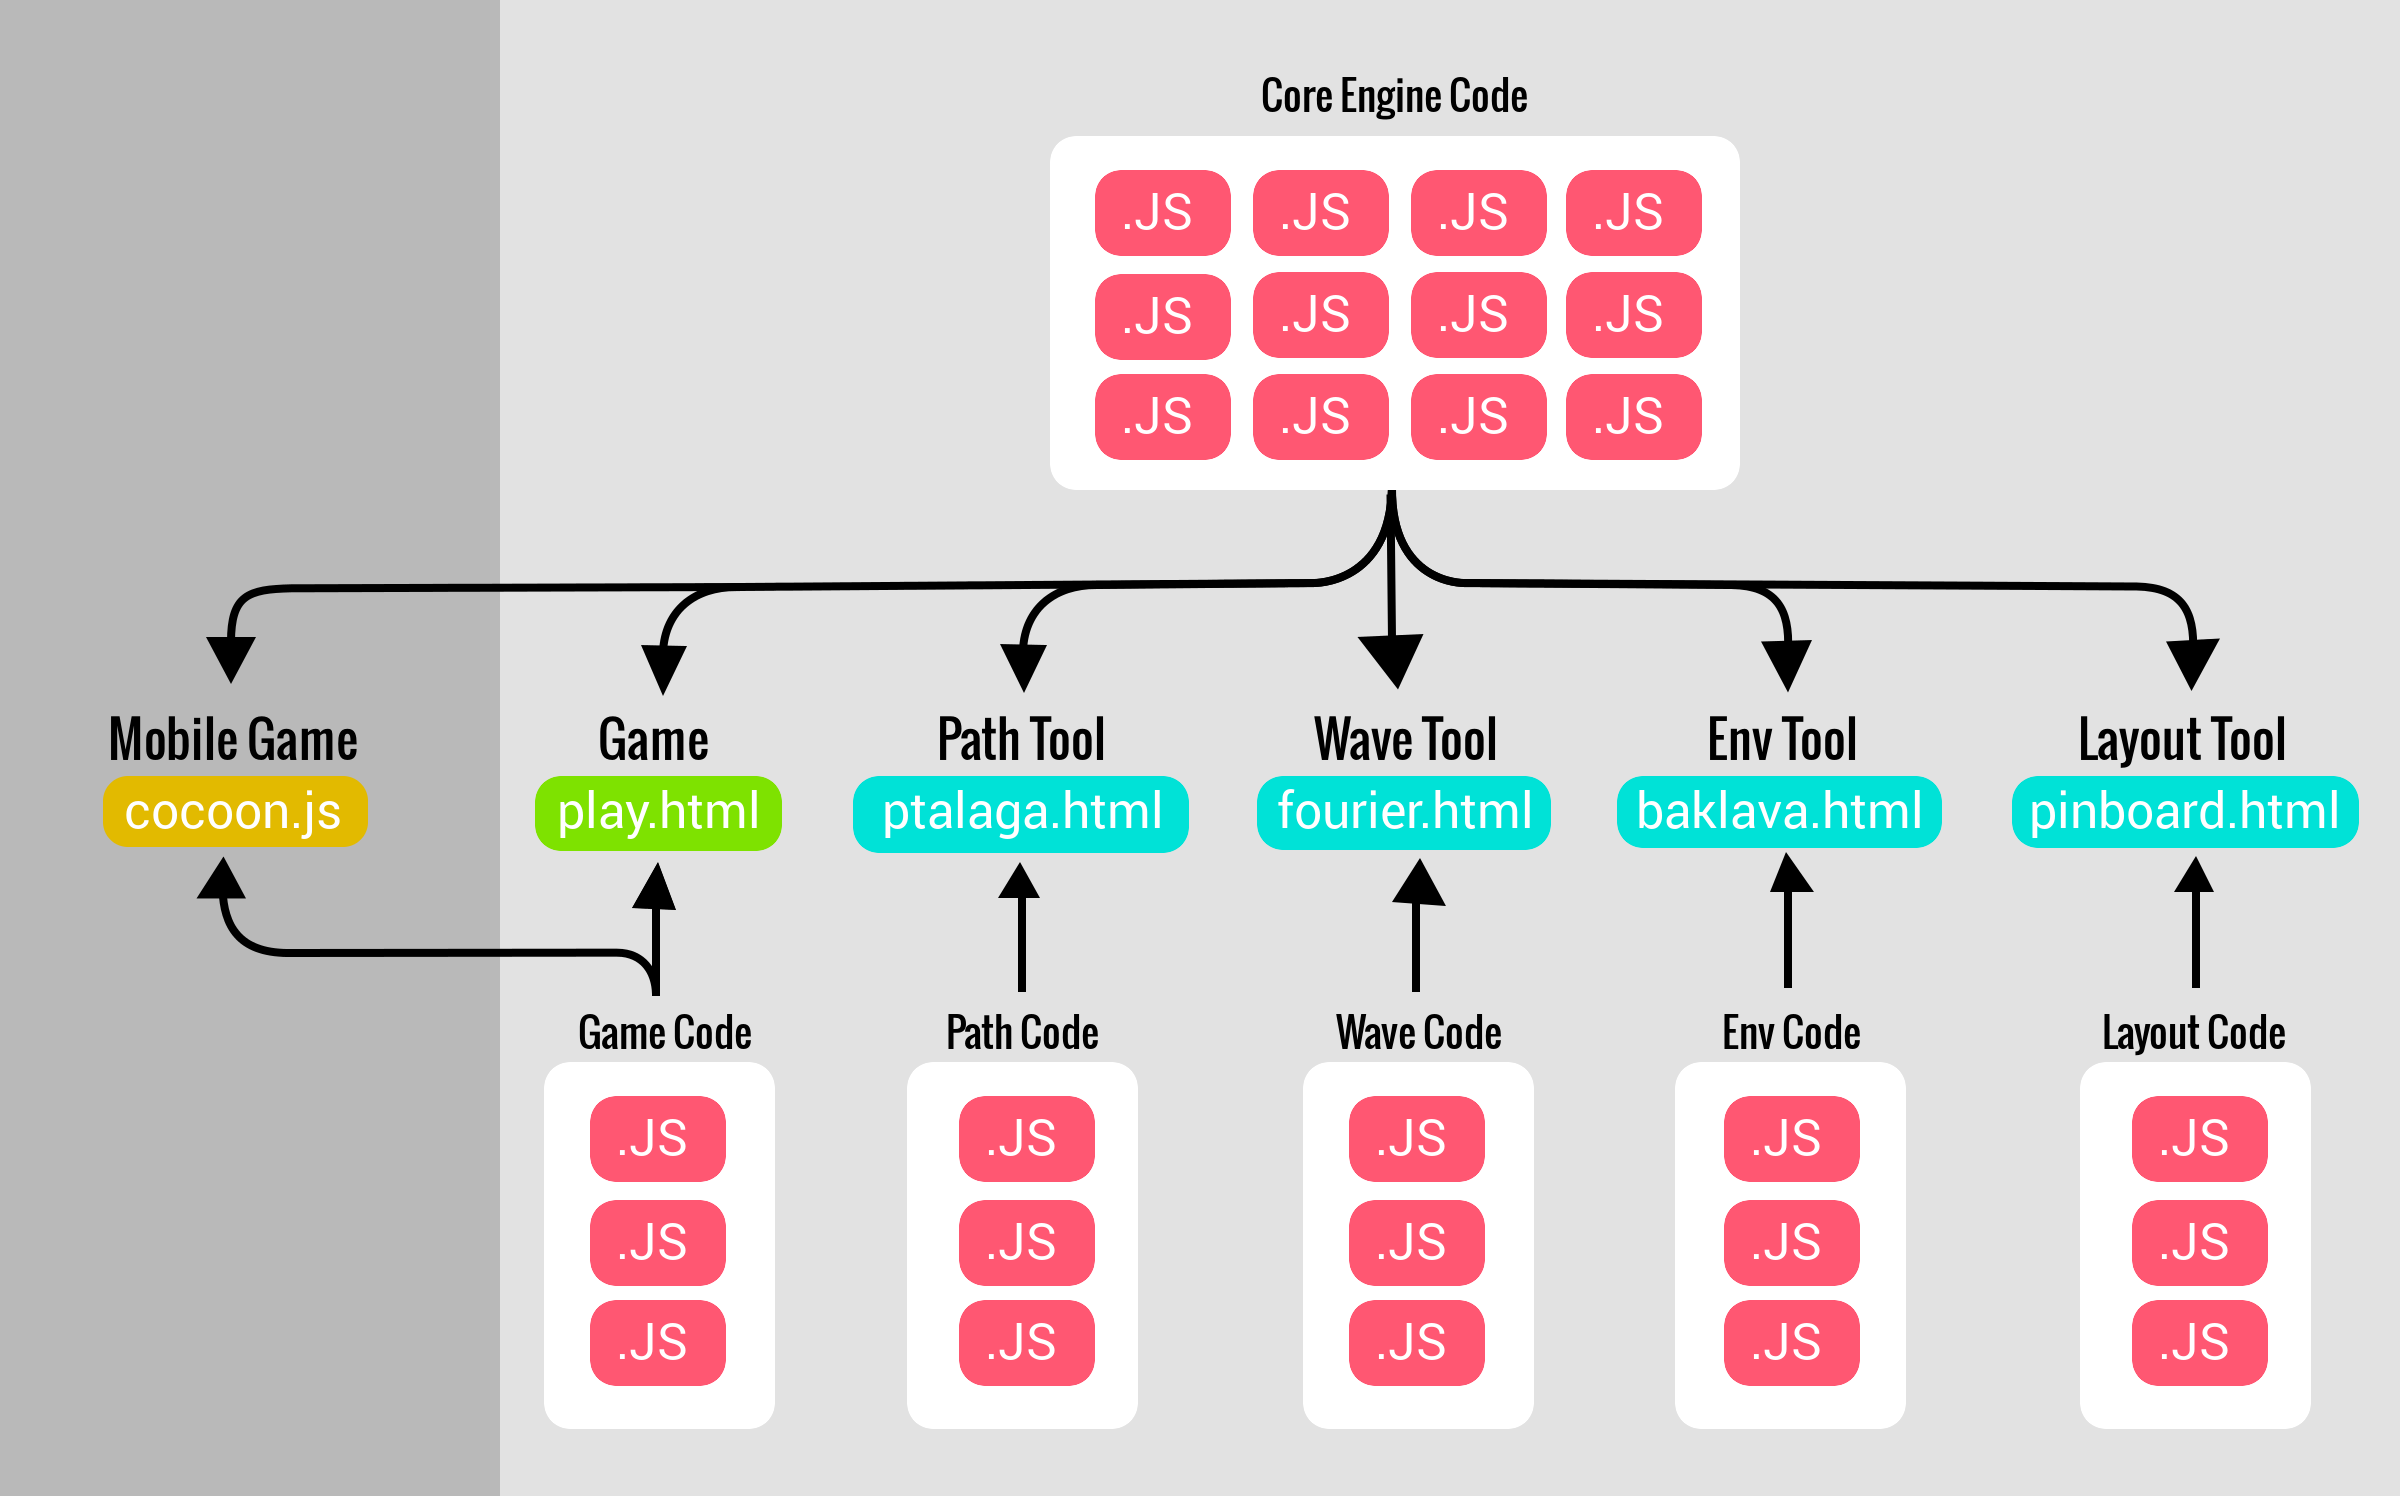 Core Engine Code
.JS .JS .JS .JS
.JS .JS .JS .JS
.JS .JS .JS .JS
Mobile Game
cocoon.js
Game
play.html
Path Tool
ptalaga.html
Wave Tool
fourier.html
Env Tool
baklava.html
Layout Tool
pinboard.html
Game Code
.JS
.JS
.JS
Path Code
.JS
.JS
.JS
Wave Code
.JS
.JS
.JS
Env Code
.JS
.JS
.JS
Layout Code
.JS
.JS
.JS